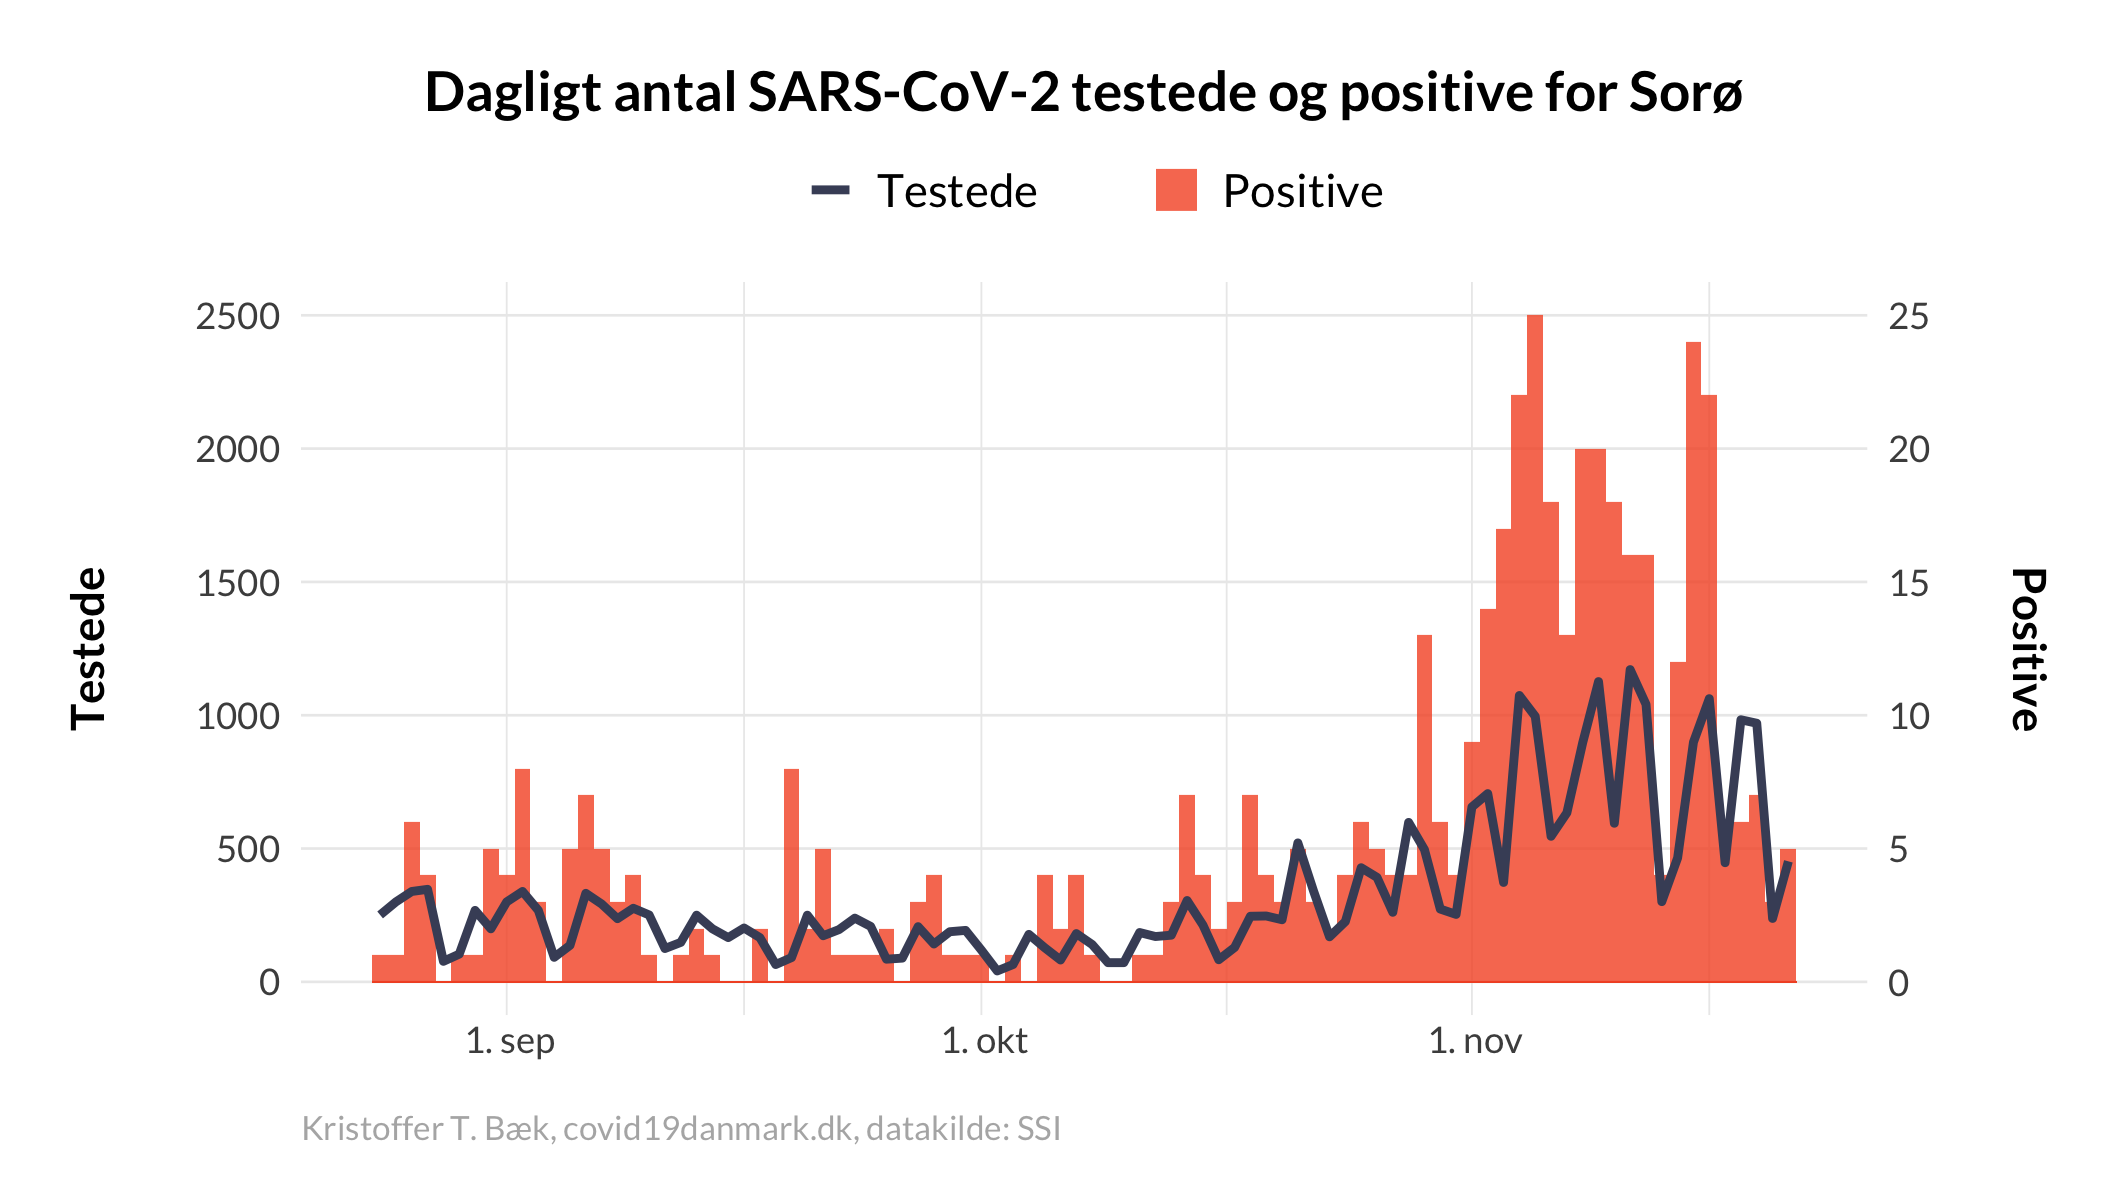 Dagligt antal SARS-CoV-2 testede og positive for Sorø
Testede
Positive
2500
2000
1500
1000
500
0
25
20
15
10
5
0
Testede
Positive
1. sep
1. okt
1. nov
Kristoffer T. Bæk, covid19danmark.dk, datakilde: SSI